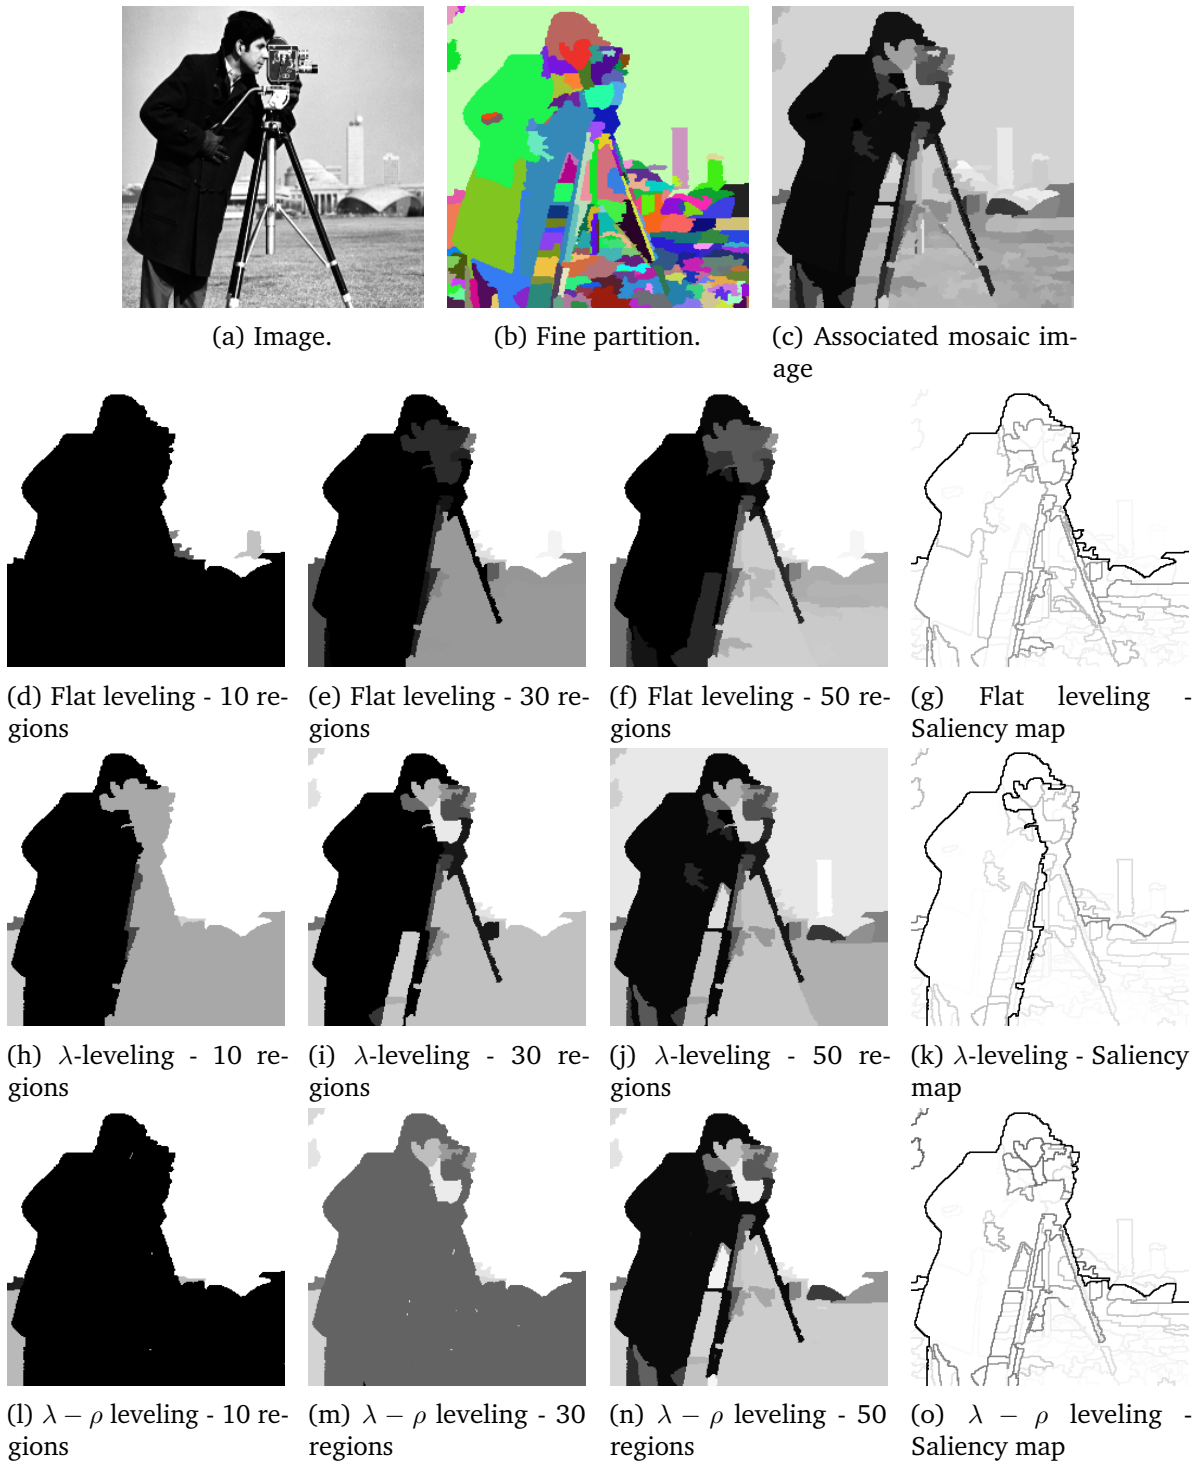 (a) Image.
(b) Fine partition.
(c) Associated mosaic im-
age
(d) Flat leveling - 10 re-
gions
(e) Flat leveling - 30 re-
gions
(f) Flat leveling - 50 re-
gions
(g) Flat leveling -
Saliency map
(h) λ-leveling - 10 re-
gions
(i) λ-leveling - 30 re-
gions
(j) λ-leveling - 50 re-
gions
(k) λ-leveling - Saliency
map
(l) λ − ρ leveling - 10 re-
gions
(m) λ − ρ leveling - 30
regions
(n) λ − ρ leveling - 50
regions
(o) λ − ρ leveling -
Saliency map